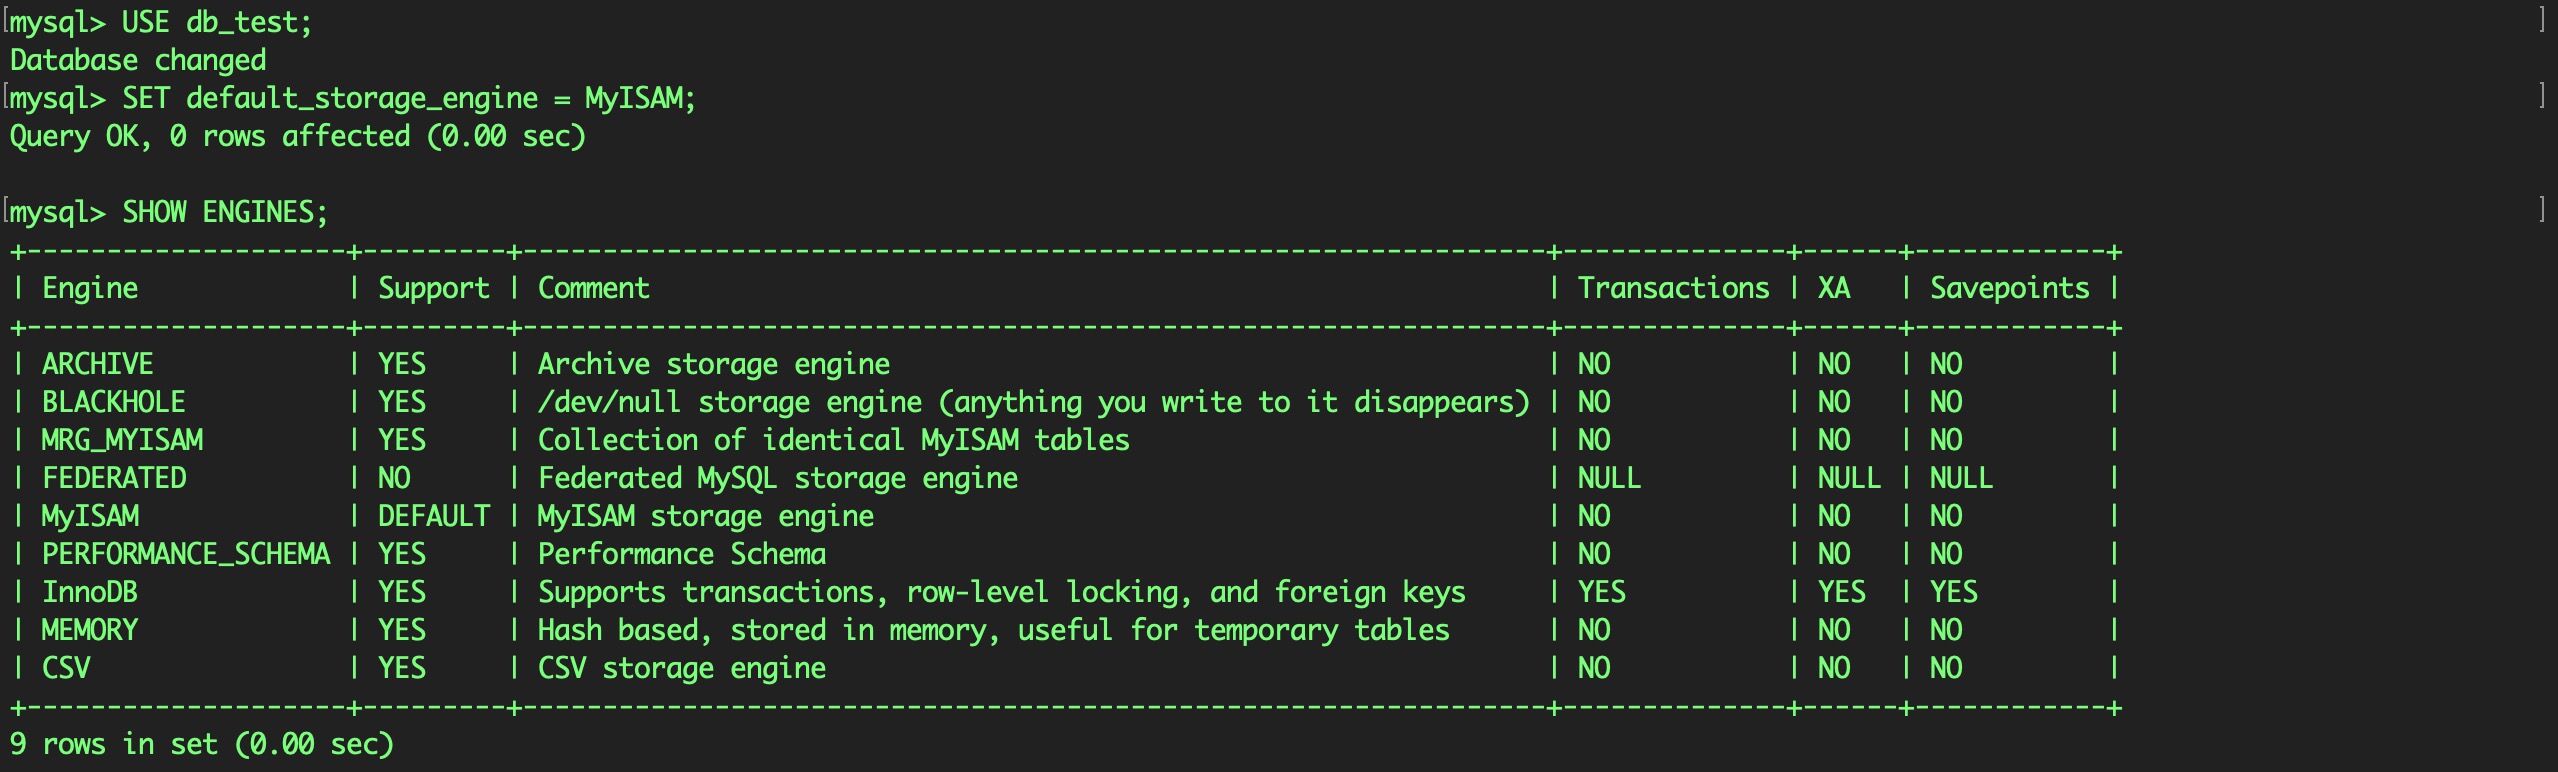 [mysql> USE db_test; ]
Database changed
[mysql> SET default_storage_engine = MyISAM; ]
Query OK, 0 rows affected (0.00 sec)
[mysql> SHOW ENGINES; ]
+--------------------+---------+----------------------------------------------------------------+--------------+------+------------+
| Engine             | Support | Comment                                                        | Transactions | XA   | Savepoints |
+--------------------+---------+----------------------------------------------------------------+--------------+------+------------+
| ARCHIVE            | YES     | Archive storage engine                                         | NO           | NO   | NO         |
| BLACKHOLE          | YES     | /dev/null storage engine (anything you write to it disappears) | NO           | NO   | NO         |
| MRG_MYISAM         | YES     | Collection of identical MyISAM tables                          | NO           | NO   | NO         |
| FEDERATED          | NO      | Federated MySQL storage engine                                 | NULL         | NULL | NULL       |
| MyISAM             | DEFAULT | MyISAM storage engine                                          | NO           | NO   | NO         |
| PERFORMANCE_SCHEMA | YES     | Performance Schema                                             | NO           | NO   | NO         |
| InnoDB             | YES     | Supports transactions, row-level locking, and foreign keys     | YES          | YES  | YES        |
| MEMORY             | YES     | Hash based, stored in memory, useful for temporary tables      | NO           | NO   | NO         |
| CSV                | YES     | CSV storage engine                                             | NO           | NO   | NO         |
+--------------------+---------+----------------------------------------------------------------+--------------+------+------------+
9 rows in set (0.00 sec)